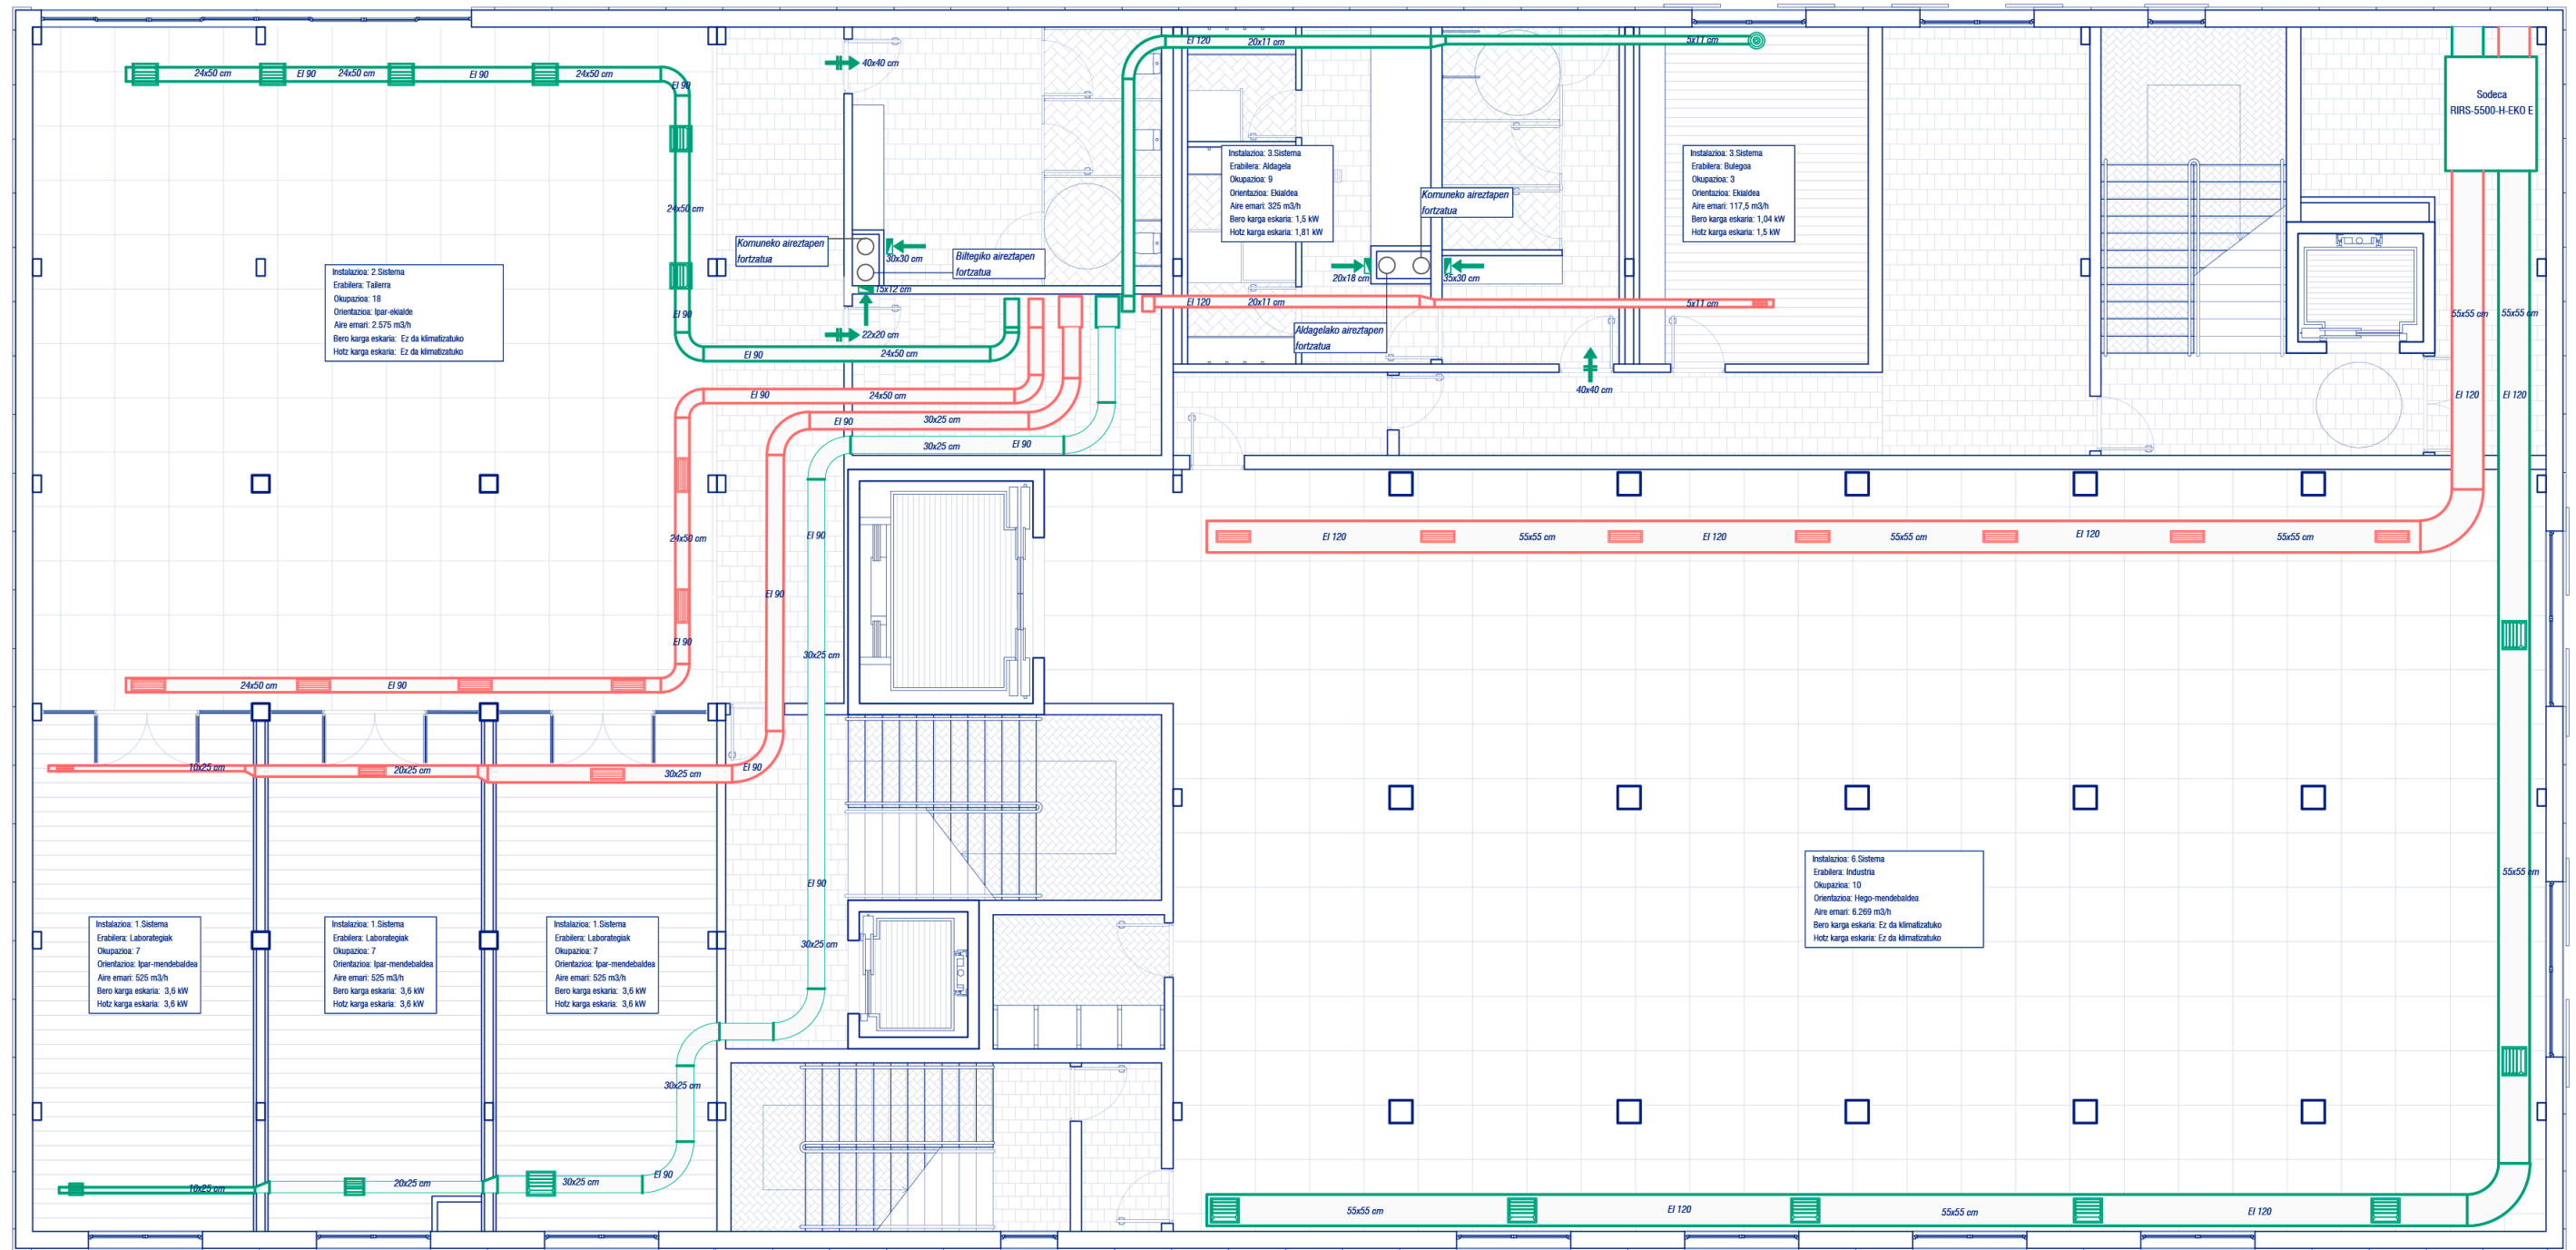 EI 120
20x11 cm
5x11 cm
40x40 cm
24x50 cm
EI 90
24x50 cm
EI 90
24x50 cm
EI 90
Sodeca
RIRS-5500-H-EKO E
Instalazioa: 3.Sistema
Erabilera: Aldagela
Okupazioa: 9
Orientazioa: Ekialdea
Aire emari: 325 m3/h
Bero karga eskaria: 1,5 kW
Hotz karga eskaria: 1,81 kW
Instalazioa: 3.Sistema
Erabilera: Bulegoa
Okupazioa: 3
Orientazioa: Ekialdea
Aire emari: 117,5 m3/h
Bero karga eskaria: 1,04 kW
Hotz karga eskaria: 1,5 kW
Komuneko aireztapen
fortzatua
24x50 cm
Komuneko aireztapen
fortzatua
Biltegiko aireztapen
fortzatua
30x30 cm
20x18 cm
35x30 cm
15x12 cm
Instalazioa: 2.Sistema
Erabilera: Tailerra
Okupazioa: 18
Orientazioa: Ipar-ekialde
Aire emari: 2.575 m3/h
Bero karga eskaria: Ez da klimatizatuko
Hotz karga eskaria: Ez da klimatizatuko
EI 90
EI 120
20x11 cm
5x11 cm
55x55 cm
55x55 cm
22x20 cm
Aldagelako aireztapen
fortzatua
EI 90
24x50 cm
40x40 cm
EI 90
24x50 cm
EI 120
EI 120
EI 90
30x25 cm
30x25 cm
EI 90
24x50 cm
EI 90
EI 120
55x55 cm
EI 120
55x55 cm
EI 120
55x55 cm
EI 90
EI 90
30x25 cm
24x50 cm
EI 90
10x25 cm
20x25 cm
30x25 cm
EI 90
EI 90
55x55 cm
Instalazioa: 6.Sistema
Erabilera: Industria
Okupazioa: 10
Orientazioa: Hego-mendebaldea
Aire emari: 6.269 m3/h
Bero karga eskaria: Ez da klimatizatuko
Hotz karga eskaria: Ez da klimatizatuko
Instalazioa: 1.Sistema
Erabilera: Laborategiak
Okupazioa: 7
Orientazioa: Ipar-mendebaldea
Aire emari: 525 m3/h
Bero karga eskaria: 3,6 kW
Hotz karga eskaria: 3,6 kW
Instalazioa: 1.Sistema
Erabilera: Laborategiak
Okupazioa: 7
Orientazioa: Ipar-mendebaldea
Aire emari: 525 m3/h
Bero karga eskaria: 3,6 kW
Hotz karga eskaria: 3,6 kW
Instalazioa: 1.Sistema
Erabilera: Laborategiak
Okupazioa: 7
Orientazioa: Ipar-mendebaldea
Aire emari: 525 m3/h
Bero karga eskaria: 3,6 kW
Hotz karga eskaria: 3,6 kW
30x25 cm
30x25 cm
EI 90
10x25 cm
20x25 cm
30x25 cm
55x55 cm
EI 120
55x55 cm
EI 120